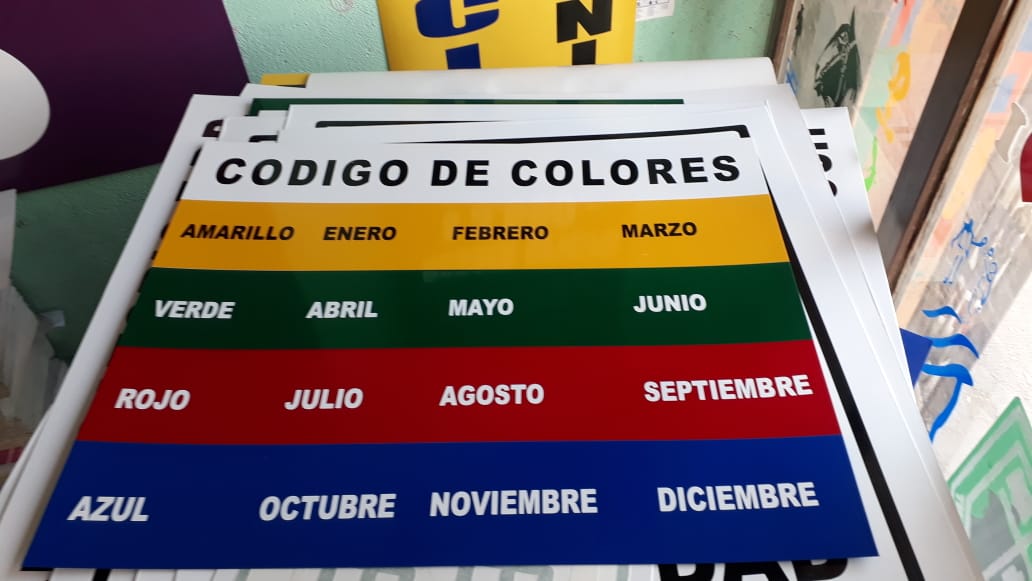 CODIGO DE COLORES
AMARILLO ENERO FEBRERO MARZO
VERDE ABRIL MAYO JUNIO
ROJO JULIO AGOSTO SEPTIEMBRE
AZUL OCTUBRE NOVIEMBRE DICIEMBRE